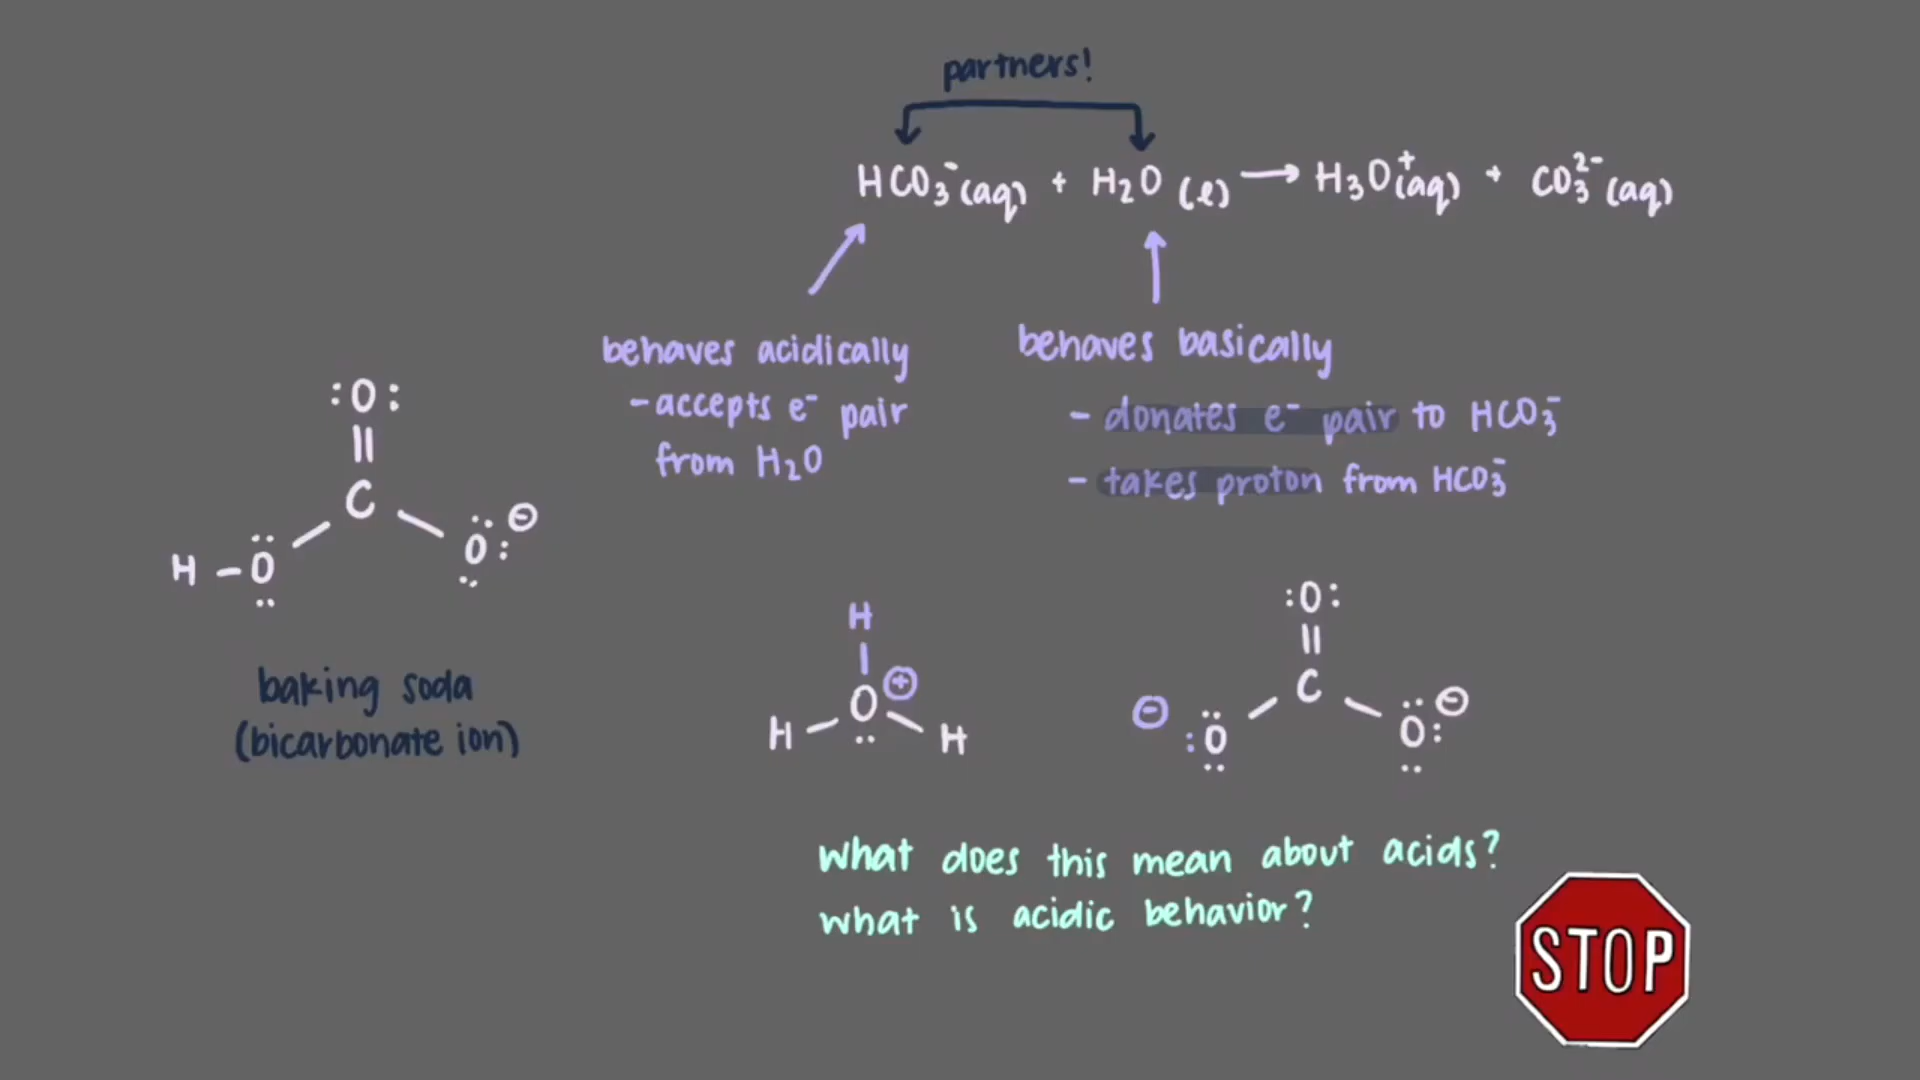 partners!
HCO₃⁻(aq) + H₂O (l) → H₃O⁺(aq) + CO₃²⁻(aq)
behaves acidically
- accepts e⁻ pair
from H₂O
behaves basically
- donates e⁻ pair to HCO₃⁻
- takes proton from HCO₃⁻
:O:
C
H - O
O: ⊖
baking soda
(bicarbonate ion)
H
O ⊕
H
H
:O:
C
⊖ :O
O: ⊖
what does this mean about acids?
what is acidic behavior?
STOP